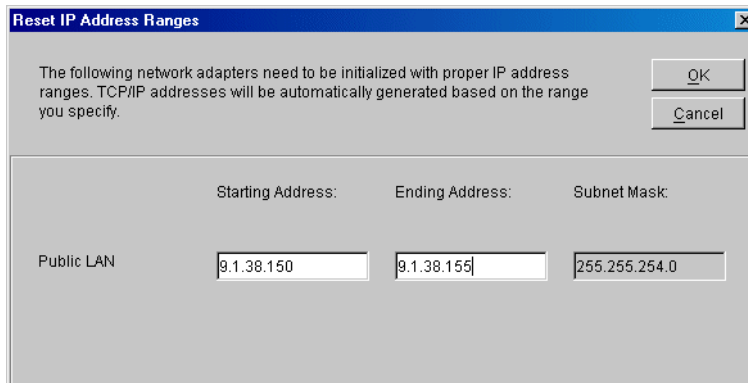 Reset IP Address Ranges
The following network adapters need to be initialized with proper IP address
ranges. TCP/IP addresses will be automatically generated based on the range
you specify.
OK
Cancel
Starting Address:
Ending Address:
Subnet Mask:
Public LAN
9.1.38.150
9.1.38.155
255.255.254.0